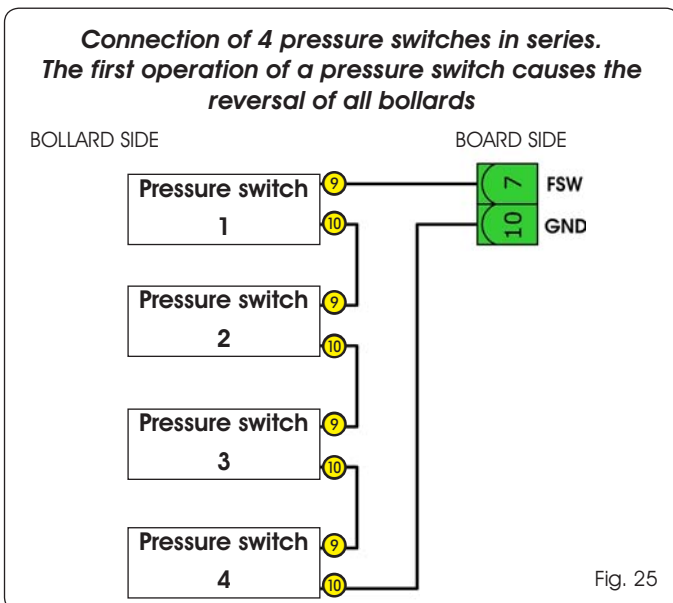 Connection of 4 pressure switches in series.
The first operation of a pressure switch causes the
reversal of all bollards
BOLLARD SIDE
BOARD SIDE
Pressure switch
1
9
10
7
FSW
10
GND
Pressure switch
2
9
10
Pressure switch
3
9
10
Pressure switch
4
9
10
Fig. 25